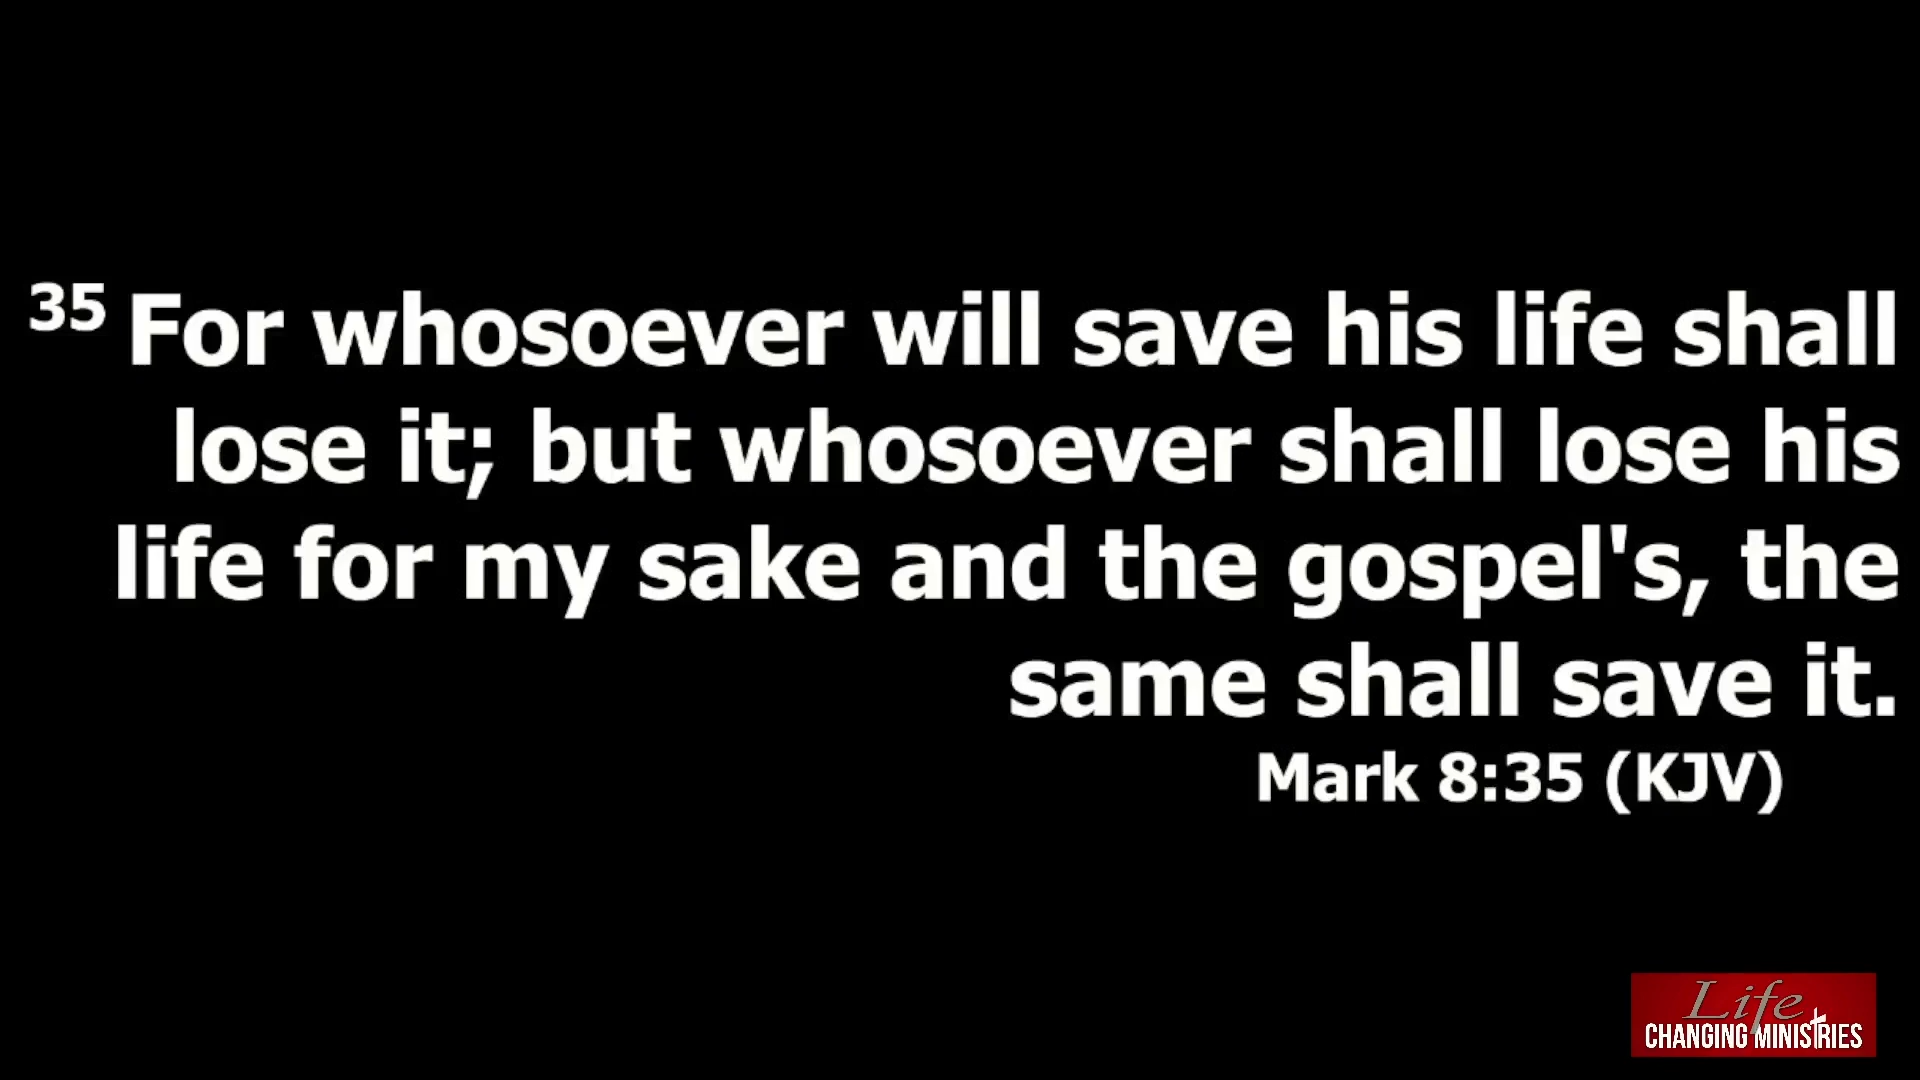 35 For whosoever will save his life shall
lose it; but whosoever shall lose his
life for my sake and the gospel's, the
same shall save it.
Mark 8:35 (KJV)
Life
CHANGING MINISTRIES